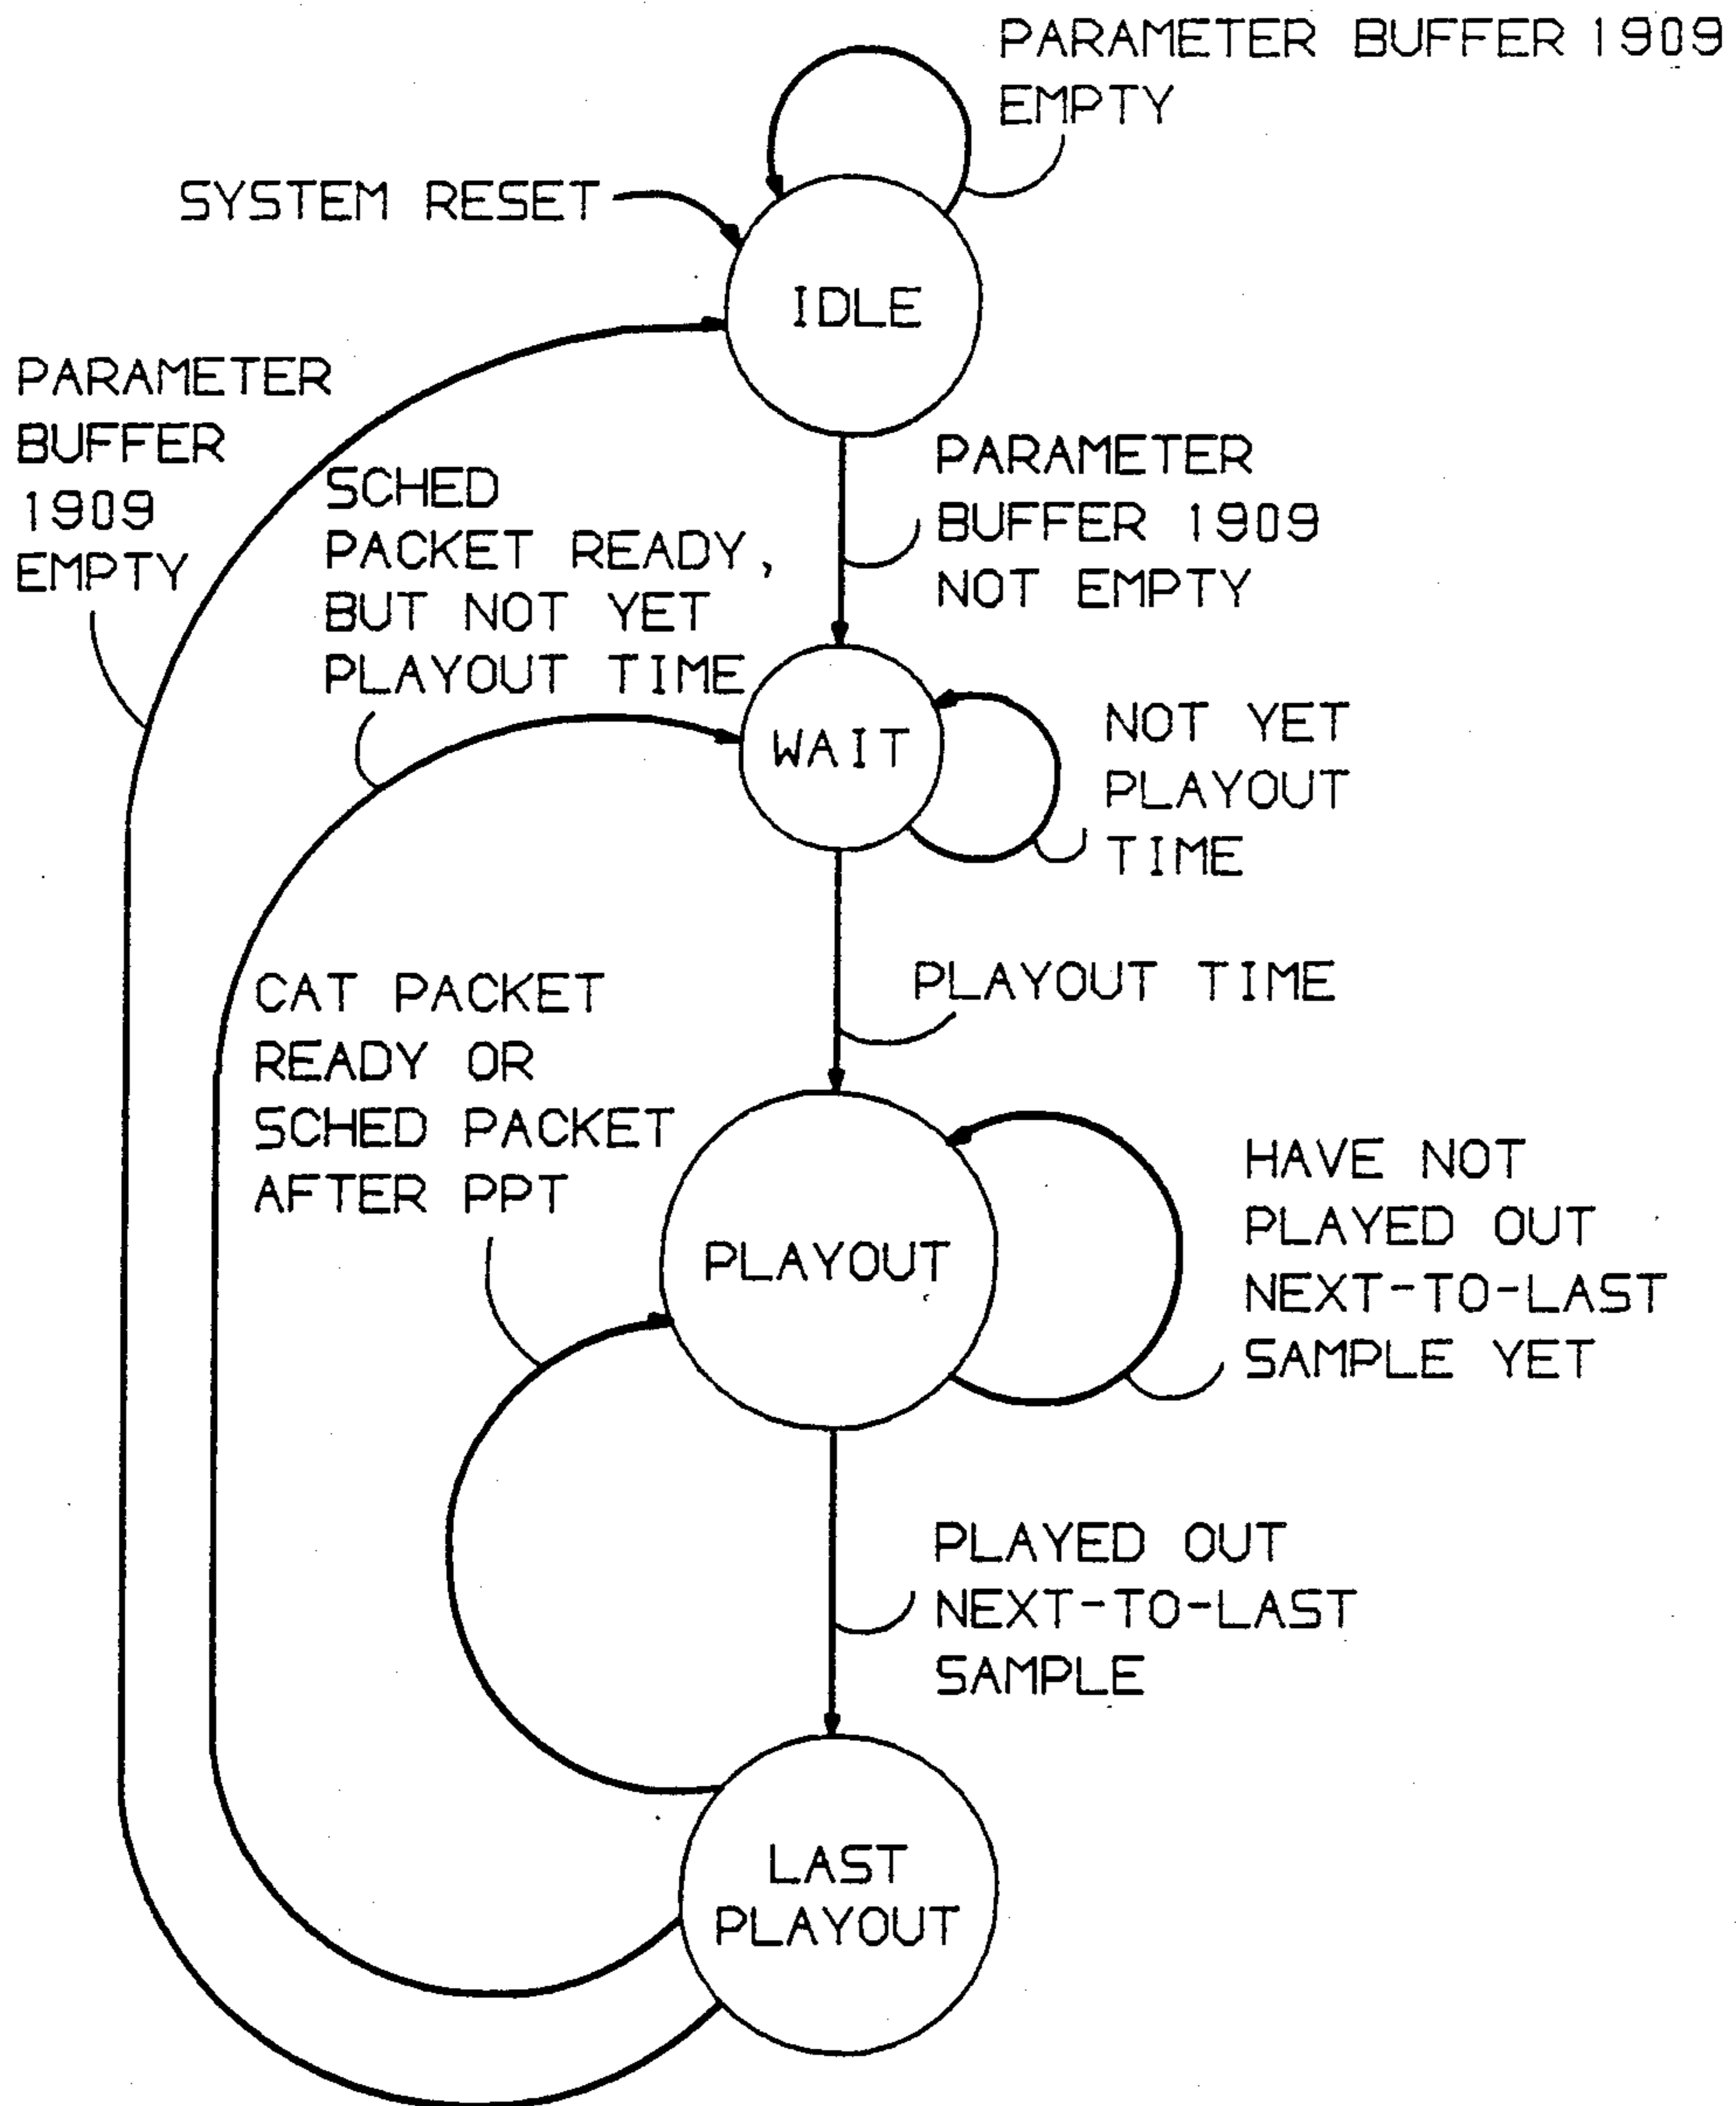 PARAMETER BUFFER 1909
EMPTY
SYSTEM RESET
IDLE
PARAMETER
BUFFER
1909
EMPTY
SCHED
PACKET READY,
BUT NOT YET
PLAYOUT TIME
PARAMETER
BUFFER 1909
NOT EMPTY
WAIT
NOT YET
PLAYOUT
TIME
PLAYOUT TIME
CAT PACKET
READY OR
SCHED PACKET
AFTER PPT
PLAYOUT
HAVE NOT
PLAYED OUT
NEXT-TO-LAST
SAMPLE YET
PLAYED OUT
NEXT-TO-LAST
SAMPLE
LAST
PLAYOUT